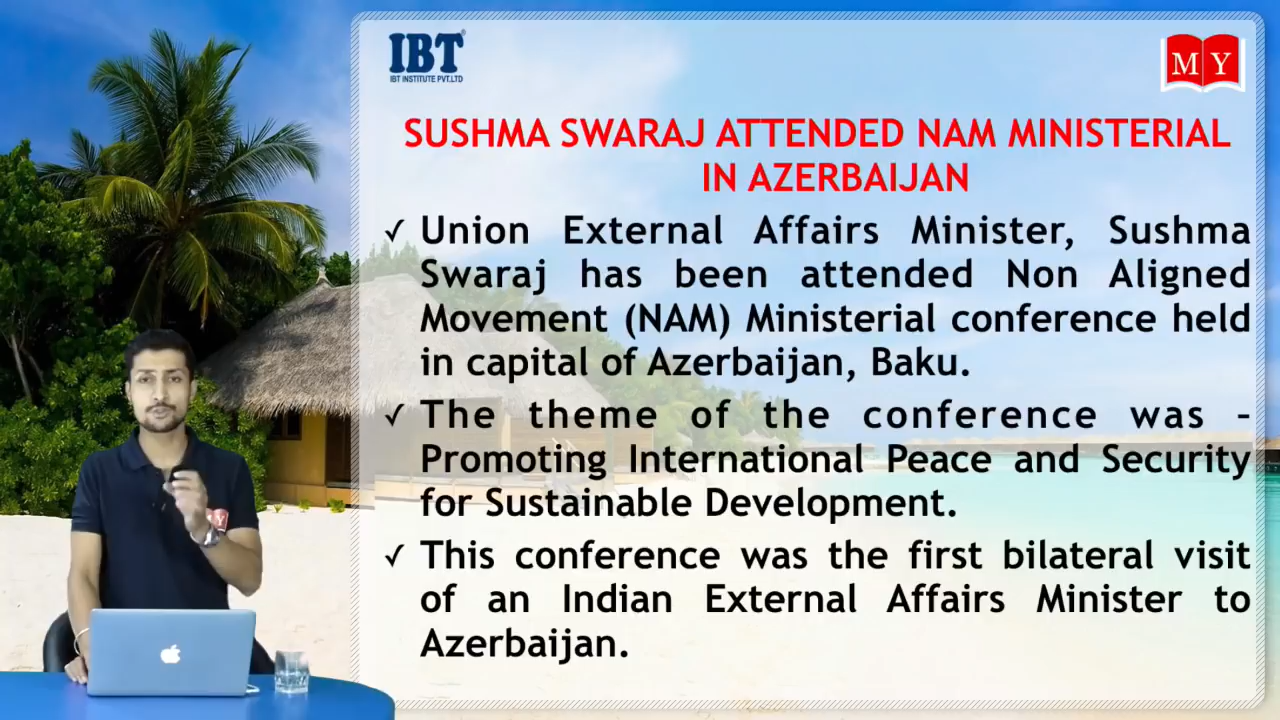 IBT
IBT INSTITUTE PVT.LTD
M Y
SUSHMA SWARAJ ATTENDED NAM MINISTERIAL
IN AZERBAIJAN
✓ Union External Affairs Minister, Sushma
Swaraj has been attended Non Aligned
Movement (NAM) Ministerial conference held
in capital of Azerbaijan, Baku.
✓ The theme of the conference was –
Promoting International Peace and Security
for Sustainable Development.
✓ This conference was the first bilateral visit
of an Indian External Affairs Minister to
Azerbaijan.
MY